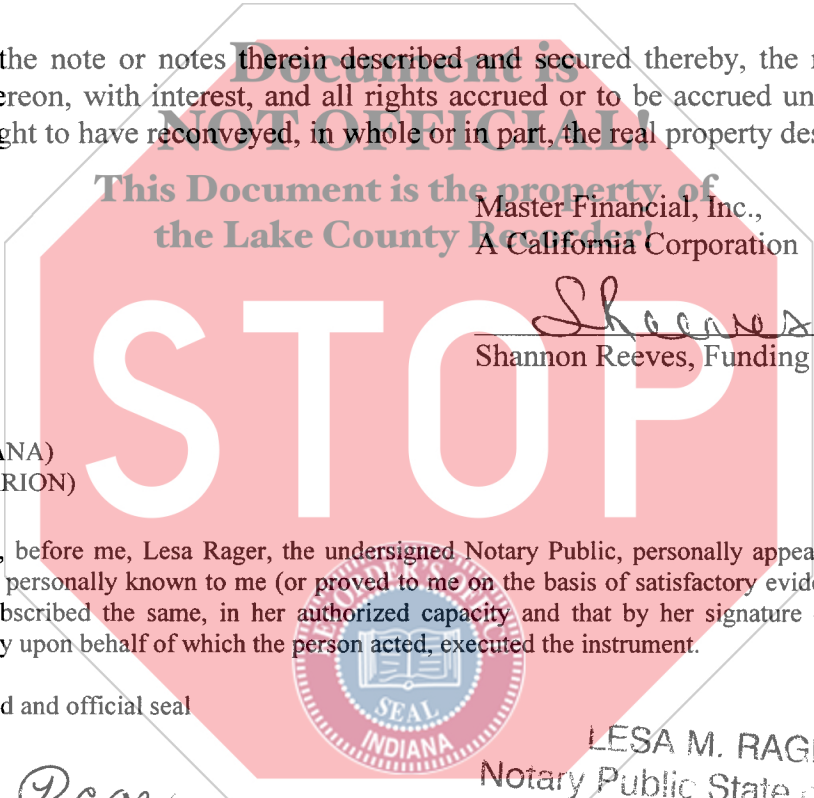 the note or notes therein described and secured thereby, the
ereon, with interest, and all rights accrued or to be accrued un
ght to have reconveyed, in whole or in part, the real property des
Document is
NOT OFFICIAL!
This Document is the property of
the Lake County Recorder!
Master Financial, Inc.,
A California Corporation
Shannon Reeves, Funding
STOP
ANA)
RION)
, before me, Lesa Rager, the undersigned Notary Public, personally appea
personally known to me (or proved to me on the basis of satisfactory evide
bscribed the same, in her authorized capacity and that by her signature
y upon behalf of which the person acted, executed the instrument.
d and official seal
RECORDER'S OFFICE
SEAL
INDIANA
LESA M. RAG
Notary Public State